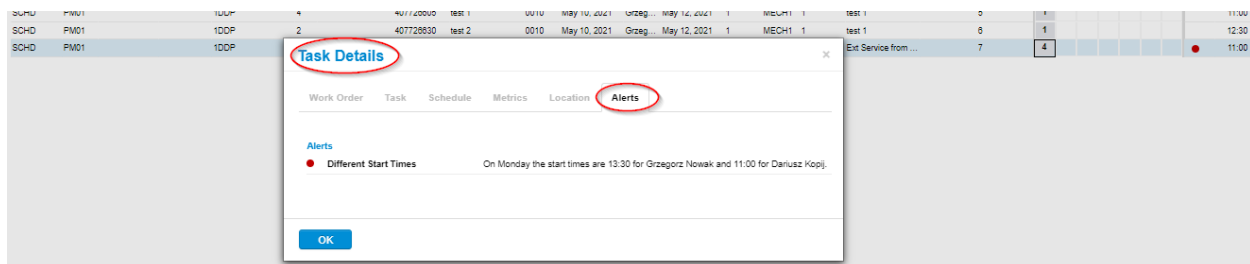 SCHD PM01 1DDP 4 407726605 test 1 0010 May 10, 2021 Grzeg... May 12, 2021 1 MECH1 1 test 1 5 1 11:00
SCHD PM01 1DDP 2 407726630 test 2 0010 May 10, 2021 Grzeg... May 12, 2021 1 MECH1 1 test 1 6 1 12:30
SCHD PM01 1DDP Ext Service from ... 7 4 11:00
Task Details ×
Work Order Task Schedule Metrics Location Alerts
Alerts
Different Start Times On Monday the start times are 13:30 for Grzegorz Nowak and 11:00 for Dariusz Kopij.
OK